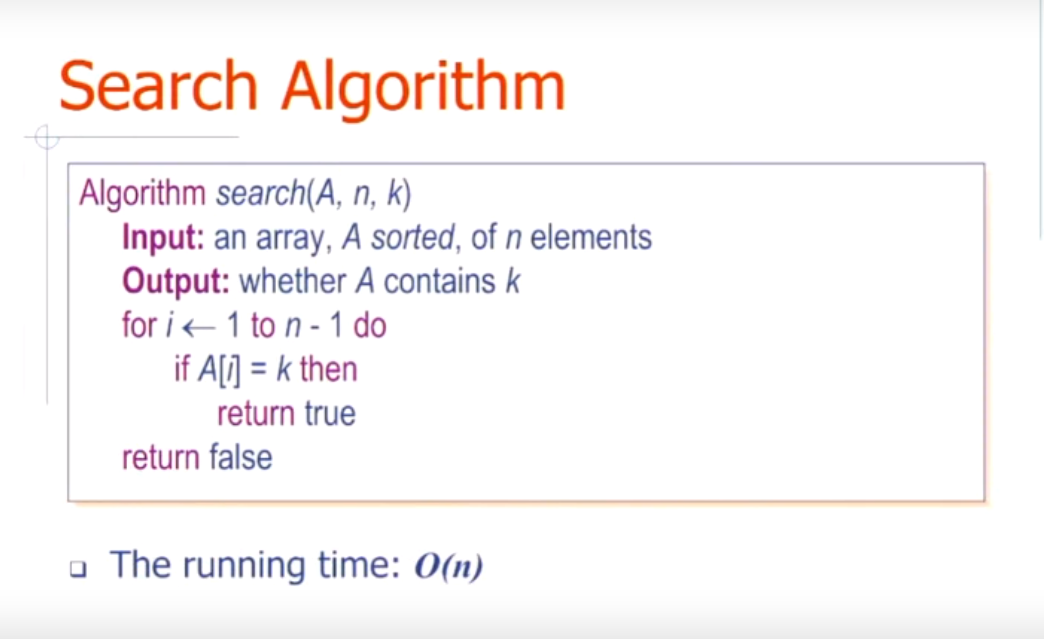 Search Algorithm
Algorithm search(A, n, k)
Input: an array, A sorted, of n elements
Output: whether A contains k
for i ← 1 to n - 1 do
if A[i] = k then
return true
return false
❑ The running time: O(n)